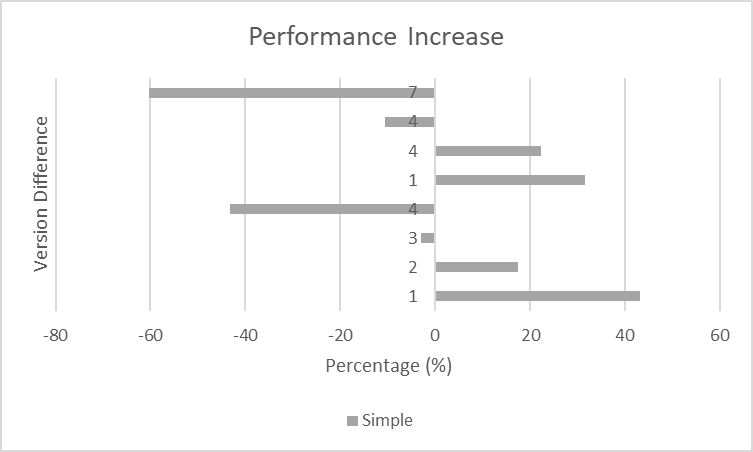 Performance Increase
Version Difference
7
4
4
1
4
3
2
1
-80 -60 -40 -20 0 20 40 60
Percentage (%)
Simple